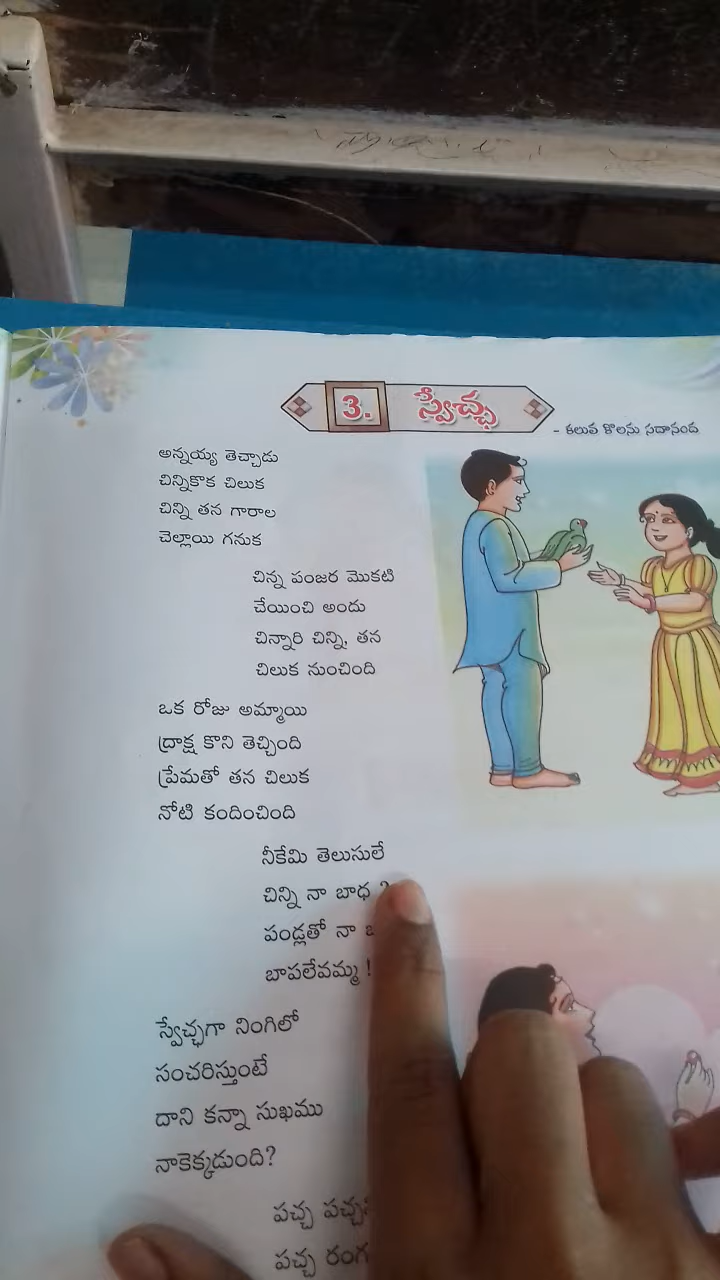 3. స్వేచ్ఛ
- కలువ కొలను సదానంద
అన్నయ్య తెచ్చాడు
చిన్నికొక చిలుక
చిన్ని తన గారాల
చెల్లాయి గనుక
చిన్న పంజర మొకటి
చేయించి అందు
చిన్నారి చిన్ని, తన
చిలుక నుంచింది
ఒక రోజు అమ్మాయి
ద్రాక్ష కొని తెచ్చింది
ప్రేమతో తన చిలుక
నోటి కందించింది
నీకేమి తెలుసులే
చిన్ని నా బాధ ?
పండ్లతో నా
బాపలేవమ్మ !
స్వేచ్ఛగా నింగిలో
సంచరిస్తుంటే
దాని కన్నా సుఖము
నాకెక్కడుంది?
పచ్చ
పచ్చ